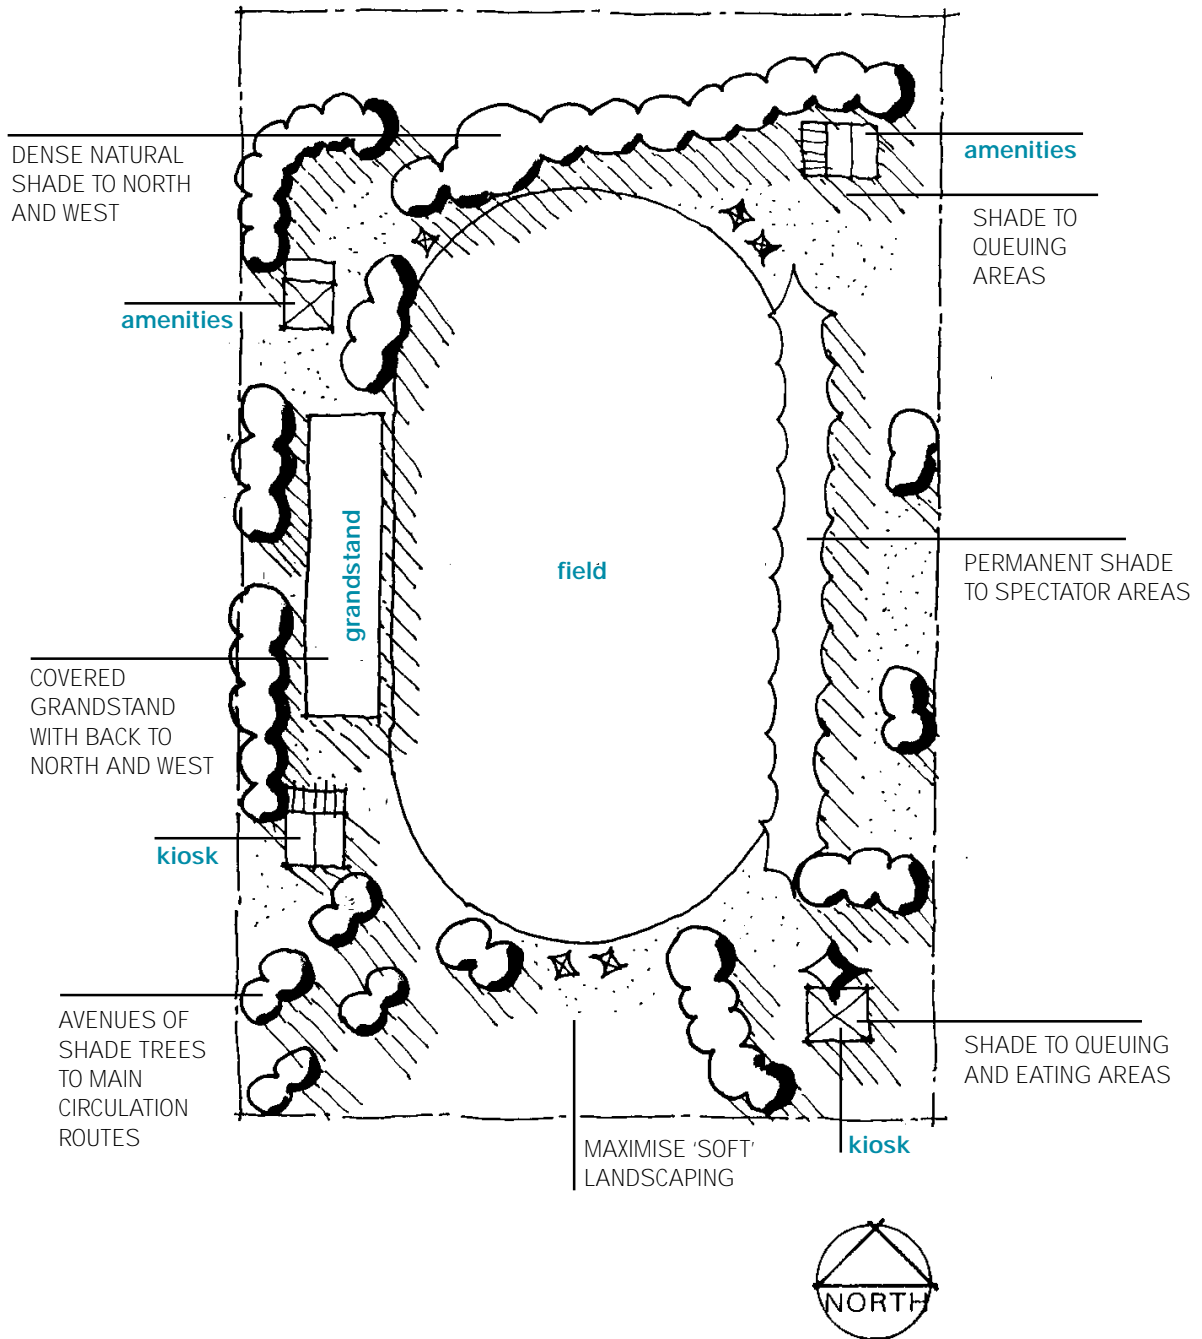 DENSE NATURAL
SHADE TO NORTH
AND WEST
amenities
SHADE TO
QUEUING
AREAS
amenities
grandstand
field
PERMANENT SHADE
TO SPECTATOR AREAS
COVERED
GRANDSTAND
WITH BACK TO
NORTH AND WEST
kiosk
AVENUES OF
SHADE TREES
TO MAIN
CIRCULATION
ROUTES
SHADE TO QUEUING
AND EATING AREAS
MAXIMISE ‘SOFT’
LANDSCAPING
kiosk
NORTH